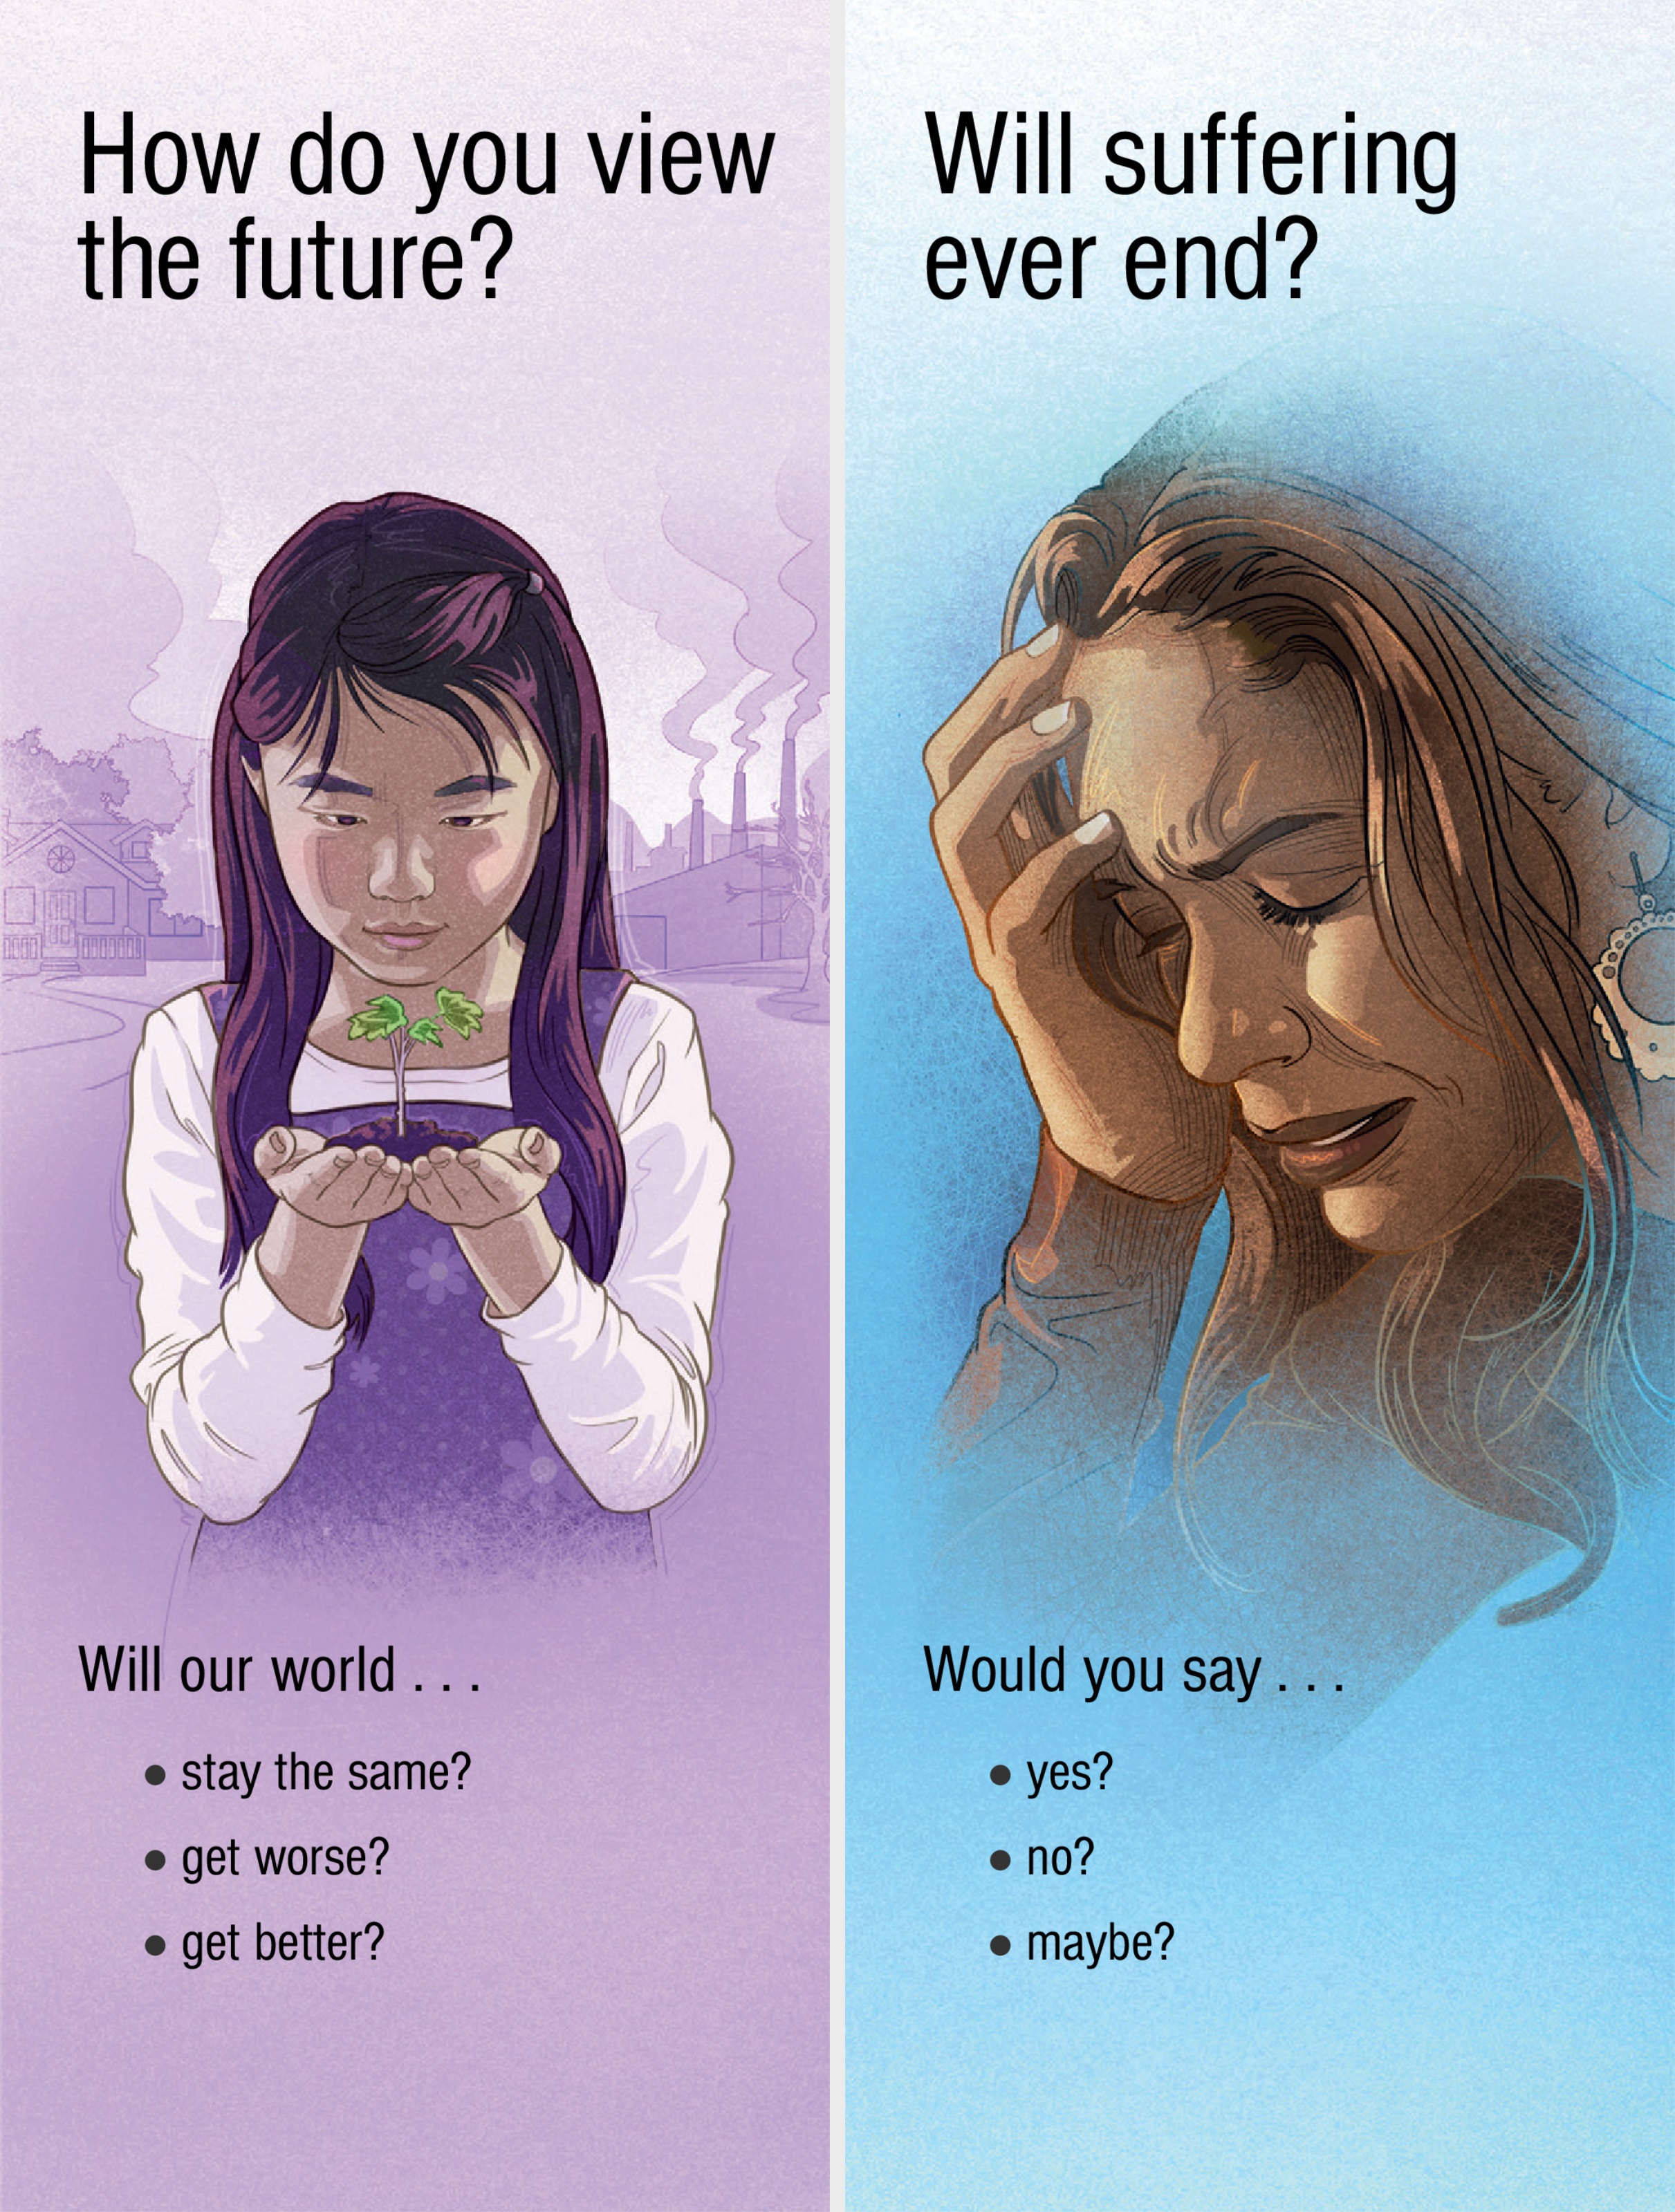 How do you view
the future?
Will our world . . .
• stay the same?
• get worse?
• get better?
Will suffering
ever end?
Would you say . . .
• yes?
• no?
• maybe?